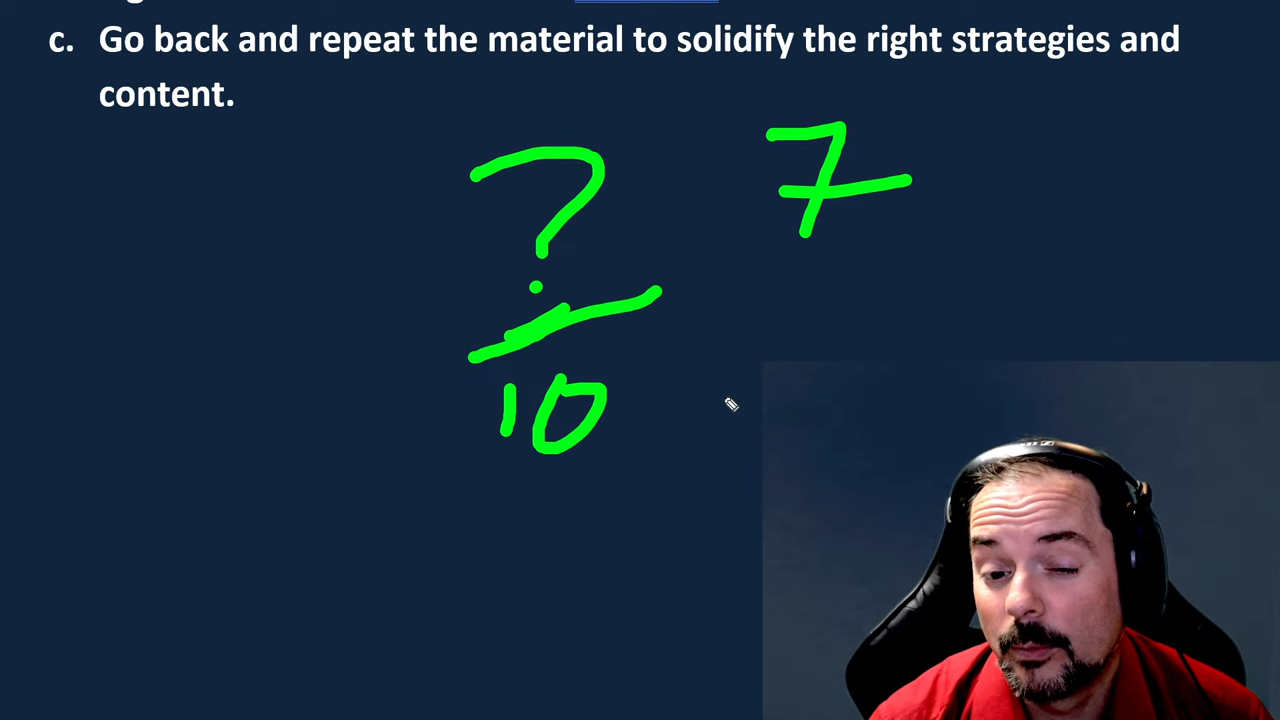 c. Go back and repeat the material to solidify the right strategies and
content.
? 7
10